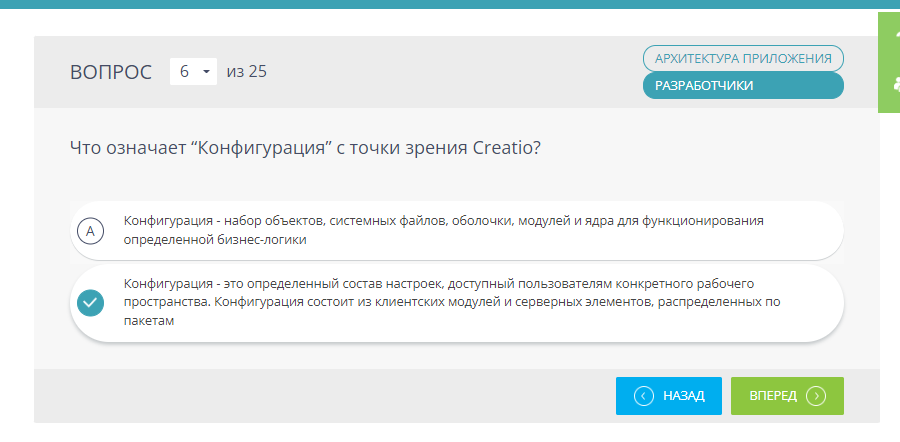 ВОПРОС 6 из 25
АРХИТЕКТУРА ПРИЛОЖЕНИЯ
РАЗРАБОТЧИКИ
Что означает “Конфигурация” с точки зрения Creatio?
A
Конфигурация - набор объектов, системных файлов, оболочки, модулей и ядра для функционирования
определенной бизнес-логики
Конфигурация - это определенный состав настроек, доступный пользователям конкретного рабочего
пространства. Конфигурация состоит из клиентских модулей и серверных элементов, распределенных по
пакетам
НАЗАД
ВПЕРЕД